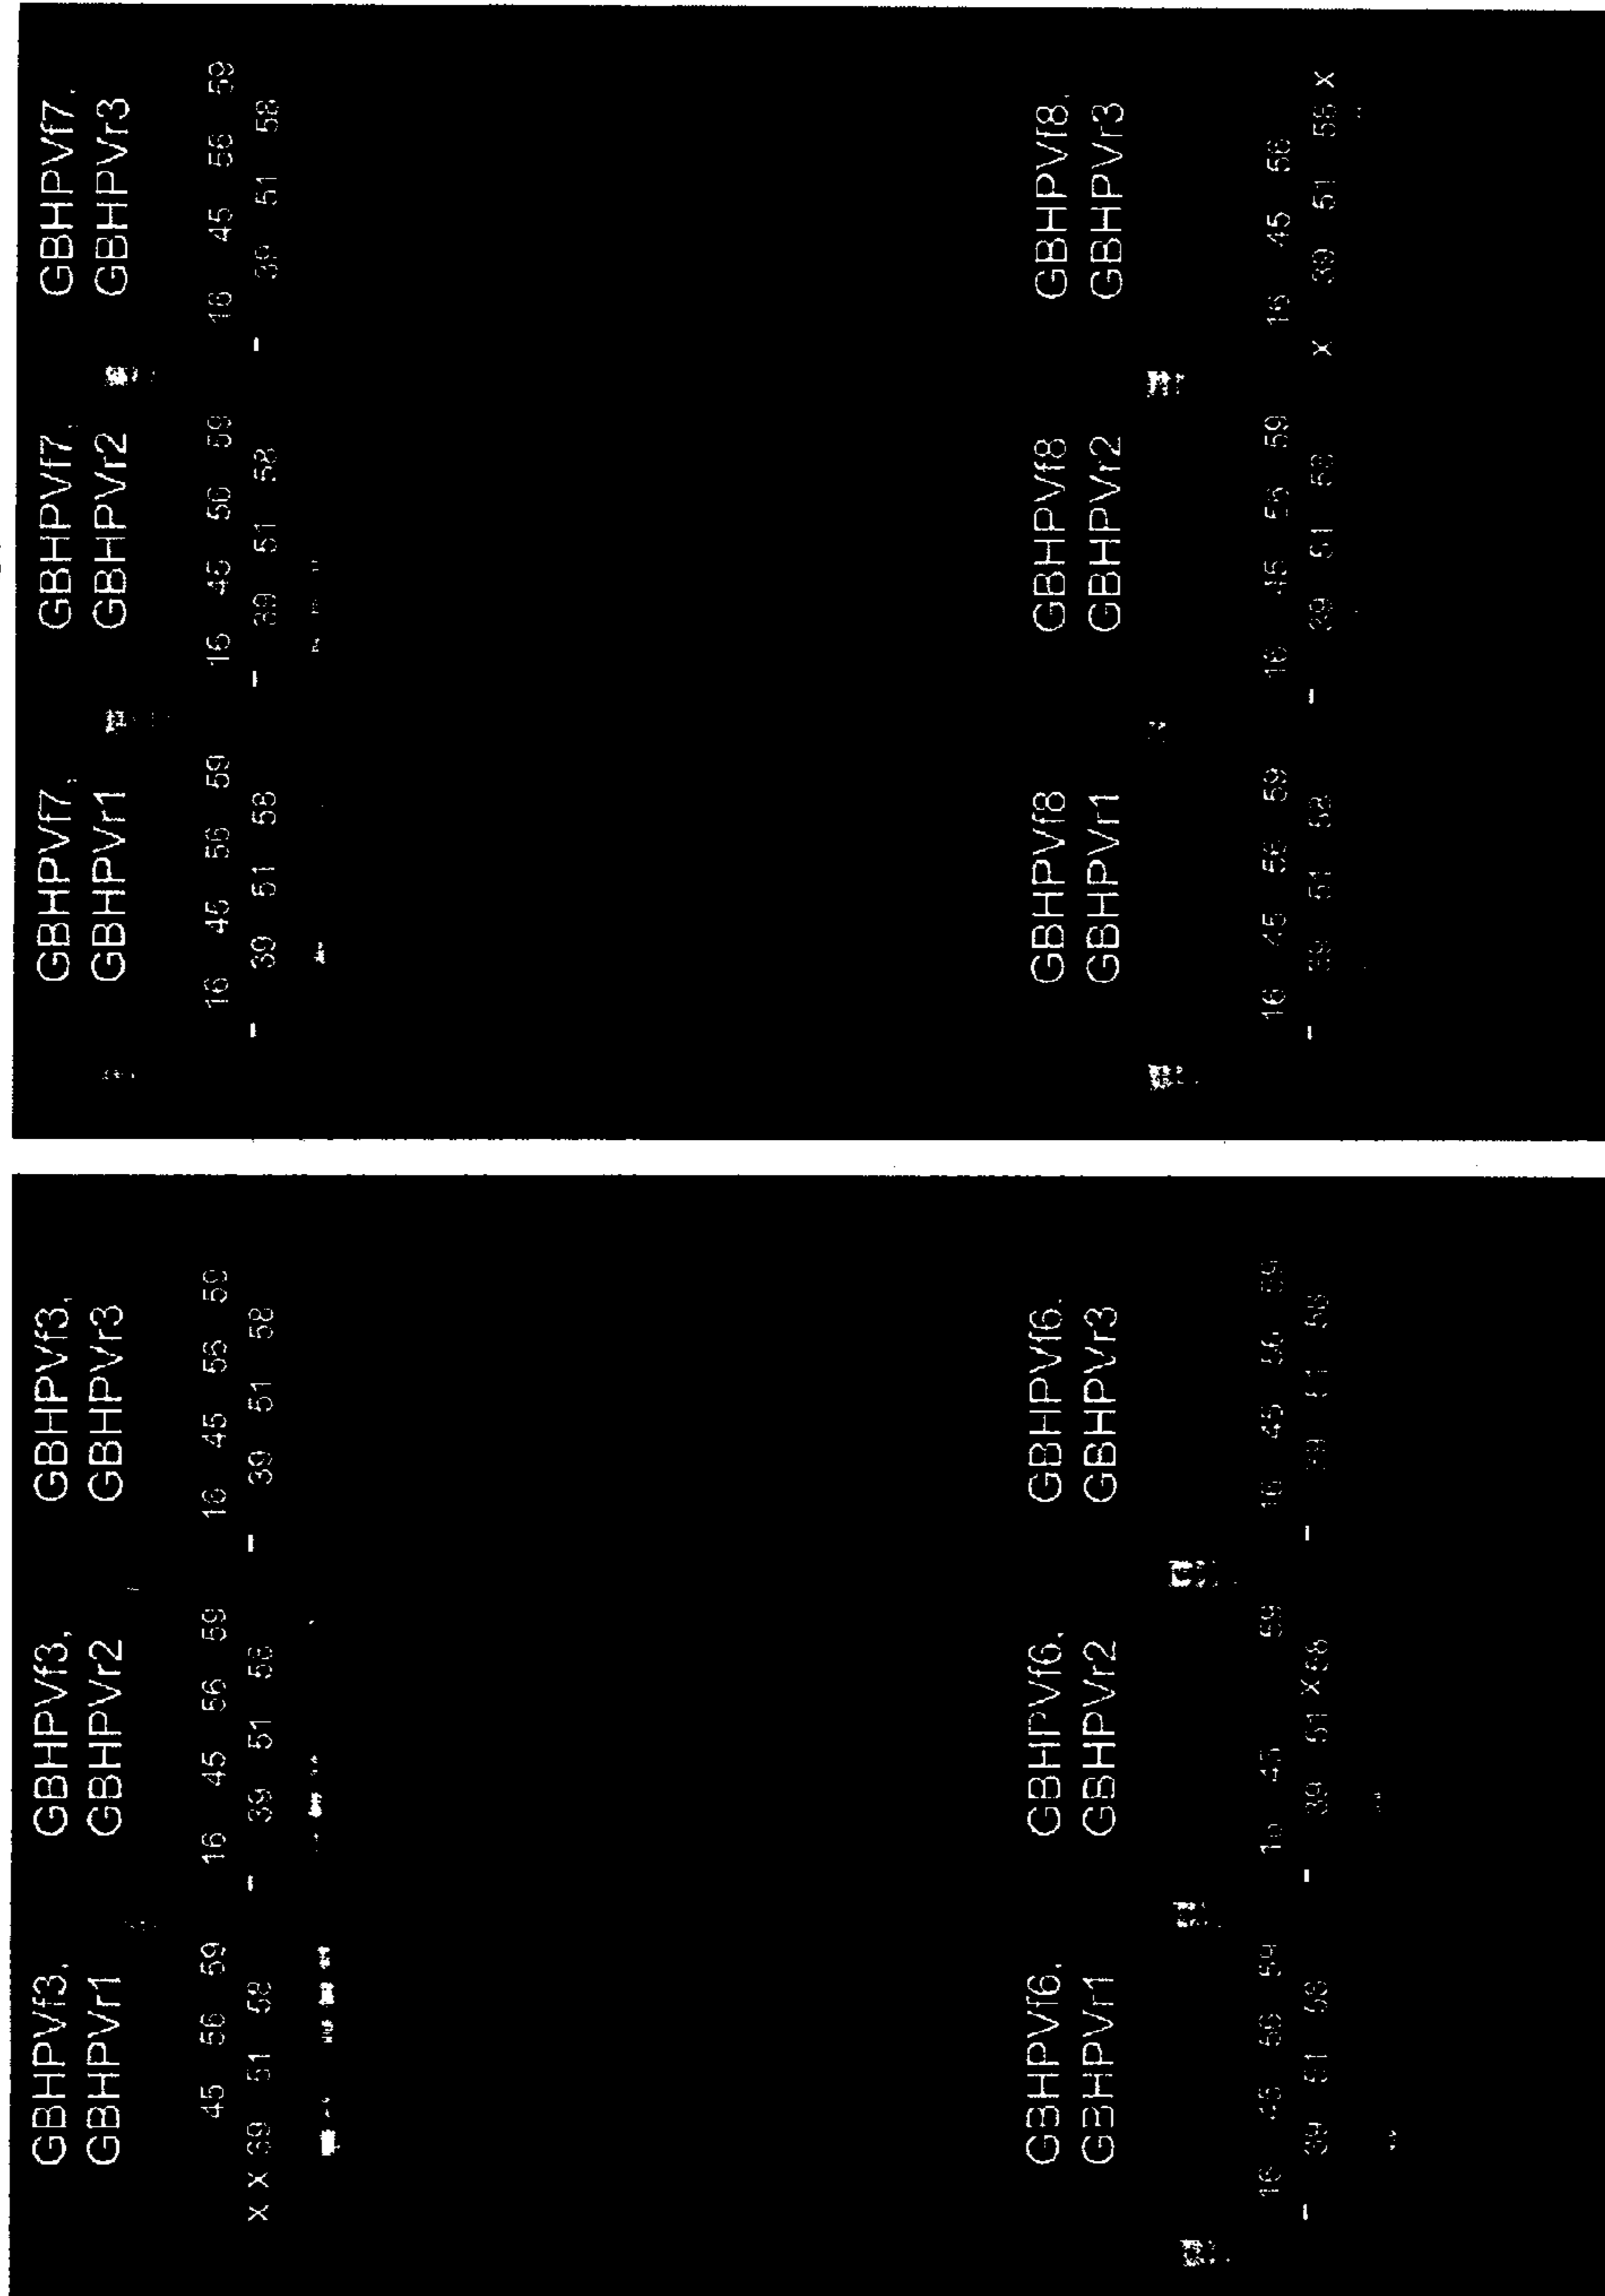 GBHPVf3, GBHPVf3, GBHPVf3,
GBHPVr1 GBHPVr2 GBHPVr3
45 56 59 16 45 56 59 16 45 56 59
X X 39 51 58 - 39 51 58 - 39 51 58
GBHPVf6, GBHPVf6, GBHPVf6,
GBHPVr1 GBHPVr2 GBHPVr3
16 45 56 59 16 45 59 16 45 56 59
- 39 51 58 - 39 51 X 58 - 39 51 58
GBHPVf7, GBHPVf7, GBHPVf7,
GBHPVr1 GBHPVr2 GBHPVr3
16 45 56 59 16 45 56 59 16 45 56 59
- 39 51 58 - 39 51 58 - 39 51 58
GBHPVf8 GBHPVf8 GBHPVf8,
GBHPVr1 GBHPVr2 GBHPVr3
16 45 56 59 16 45 56 59 16 45 56
- 39 51 58 - 39 51 58 X 39 51 58 X